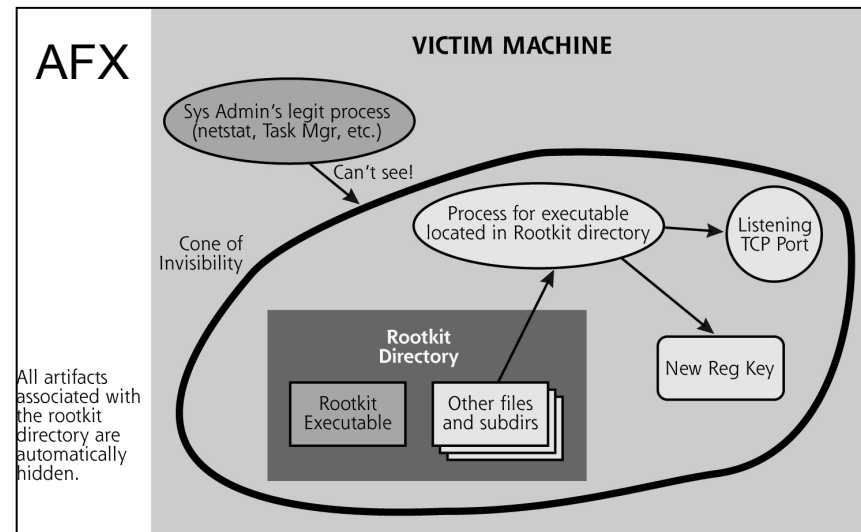 AFX
VICTIM MACHINE
Sys Admin's legit process
(netstat, Task Mgr, etc.)
Can't see!
Cone of
Invisibility
Process for executable
located in Rootkit directory
Listening
TCP Port
Rootkit
Directory
New Reg Key
Rootkit
Executable
Other files
and subdirs
All artifacts
associated with
the rootkit
directory are
automatically
hidden.